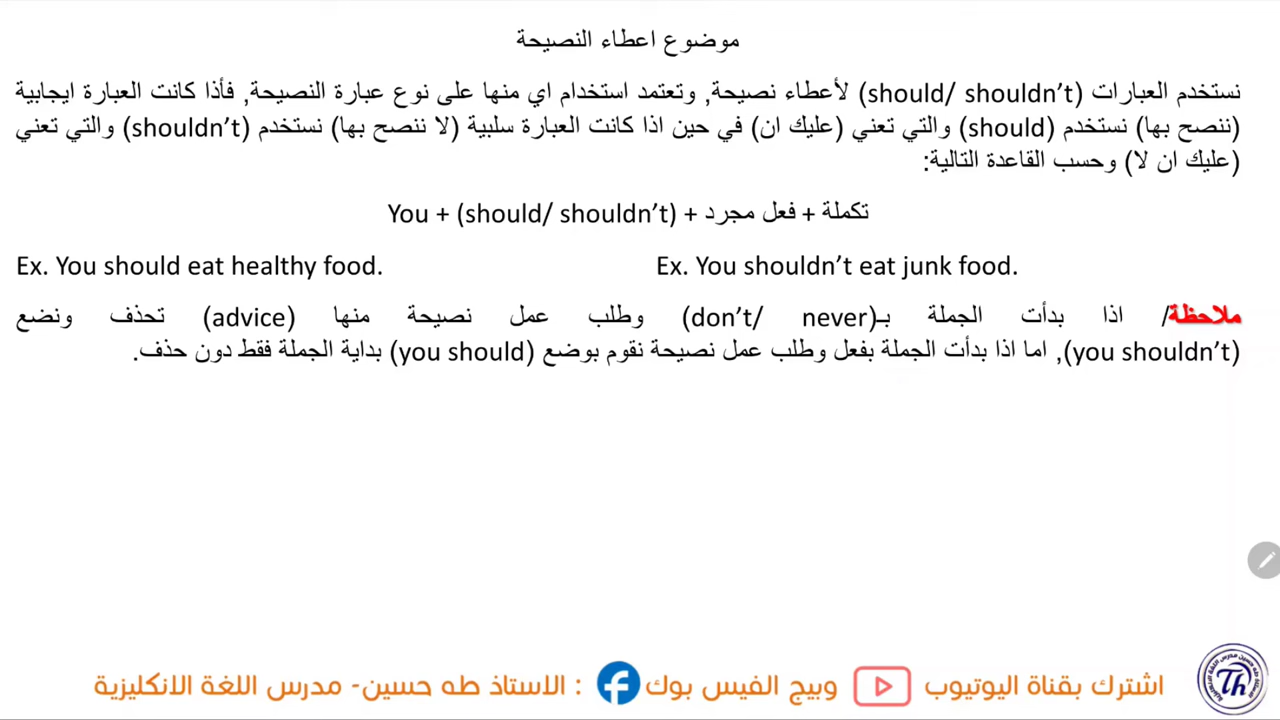 موضوع اعطاء النصيحة
نستخدم العبارات (should/ shouldn’t) لأعطاء نصيحة, وتعتمد استخدام اي منها على نوع عبارة النصيحة, فأذا كانت العبارة ايجابية
(ننصح بها) نستخدم (should) والتي تعني (عليك ان) في حين اذا كانت العبارة سلبية (لا ننصح بها) نستخدم (shouldn’t) والتي تعني
(عليك ان لا) وحسب القاعدة التالية:
You + (should/ shouldn’t) + فعل مجرد + تكملة
Ex. You should eat healthy food. Ex. You shouldn’t eat junk food.
ملاحظة/ اذا بدأت الجملة بـ(don’t/ never) وطلب عمل نصيحة منها (advice) تحذف ونضع
(you shouldn’t), اما اذا بدأت الجملة بفعل وطلب عمل نصيحة نقوم بوضع (you should) بداية الجملة فقط دون حذف.
اشترك بقناة اليوتيوب وبيج الفيس بوك : الاستاذ طه حسين- مدرس اللغة الانكليزية
Th